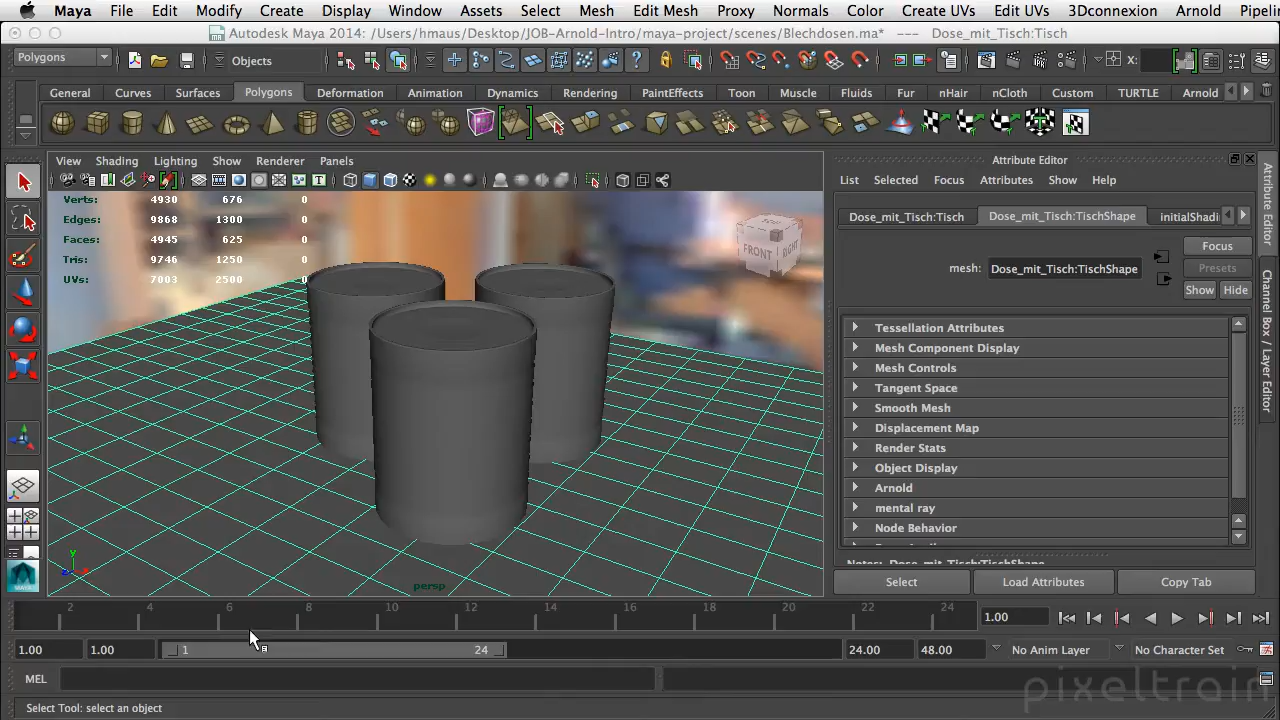 Maya File Edit Modify Create Display Window Assets Select Mesh Edit Mesh Proxy Normals Color Create UVs Edit UVs 3Dconnexion Arnold Pipelin
Autodesk Maya 2014: /Users/hmaus/Desktop/JOB-Arnold-Intro/maya-project/scenes/Blechdosen.ma* --- Dose_mit_Tisch:Tisch
Polygons Objects X:
General Curves Surfaces Polygons Deformation Animation Dynamics Rendering PaintEffects Toon Muscle Fluids Fur nHair nCloth Custom TURTLE Arnold
View Shading Lighting Show Renderer Panels
Verts: 4930 676 0
Edges: 9868 1300 0
Faces: 4945 625 0
Tris: 9746 1250 0
UVs: 7003 2500 0
FRONT RIGHT
persp
Attribute Editor
List Selected Focus Attributes Show Help
Dose_mit_Tisch:Tisch Dose_mit_Tisch:TischShape initialShadi
mesh: Dose_mit_Tisch:TischShape
Focus
Presets
Show Hide
Tessellation Attributes
Mesh Component Display
Mesh Controls
Tangent Space
Smooth Mesh
Displacement Map
Render Stats
Object Display
Arnold
mental ray
Node Behavior
Notes: Dose_mit_Tisch:TischShape
Select Load Attributes Copy Tab
Attribute Editor
Channel Box / Layer Editor
2 4 6 8 10 12 14 16 18 20 22 24 1.00
1.00 1.00 1 24 24.00 48.00 No Anim Layer No Character Set
MEL
Select Tool: select an object
pixeltrain